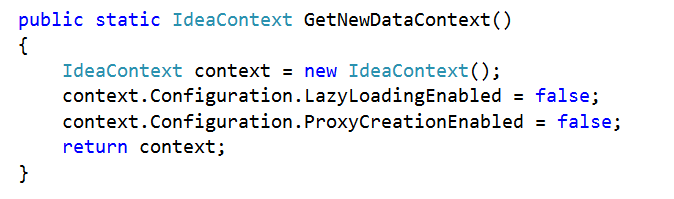 public static IdeaContext GetNewDataContext()
{
    IdeaContext context = new IdeaContext();
    context.Configuration.LazyLoadingEnabled = false;
    context.Configuration.ProxyCreationEnabled = false;
    return context;
}